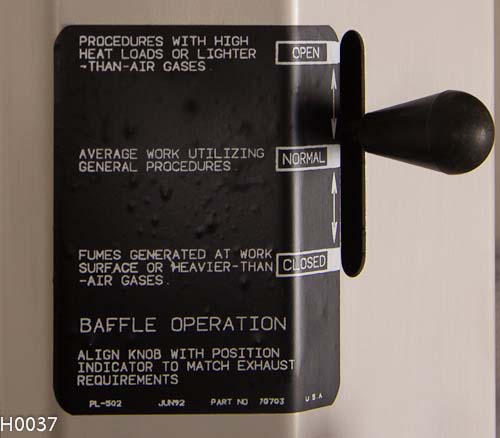 PROCEDURES WITH HIGH
HEAT LOADS OR LIGHTER
-THAN-AIR GASES.
OPEN
AVERAGE WORK UTILIZING
GENERAL PROCEDURES.
NORMAL
FUMES GENERATED AT WORK
SURFACE OR HEAVIER-THAN
-AIR GASES.
CLOSED
BAFFLE OPERATION
ALIGN KNOB WITH POSITION
INDICATOR TO MATCH EXHAUST
REQUIREMENTS
PL-502 JUN92 PART NO 70703 USA
H0037